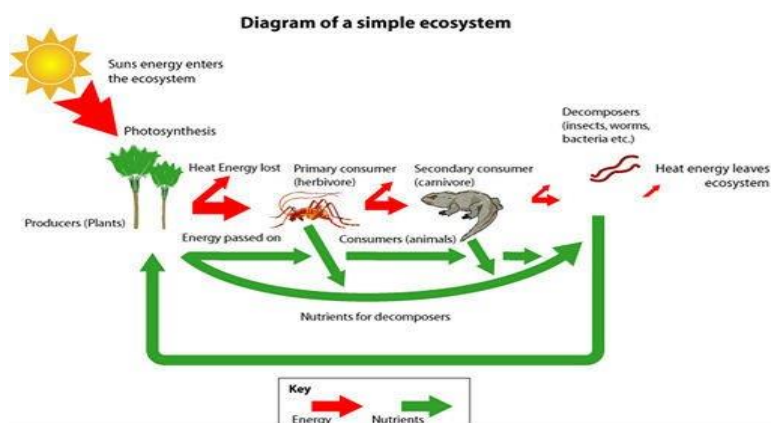 Diagram of a simple ecosystem
Suns energy enters
the ecosystem
Photosynthesis
Decomposers
(insects, worms,
bacteria etc.)
Heat Energy lost
Primary consumer
(herbivore)
Secondary consumer
(carnivore)
Heat energy leaves
ecosystem
Producers (Plants)
Energy passed on
Consumers (animals)
Nutrients for decomposers
Key
Energy
Nutrients